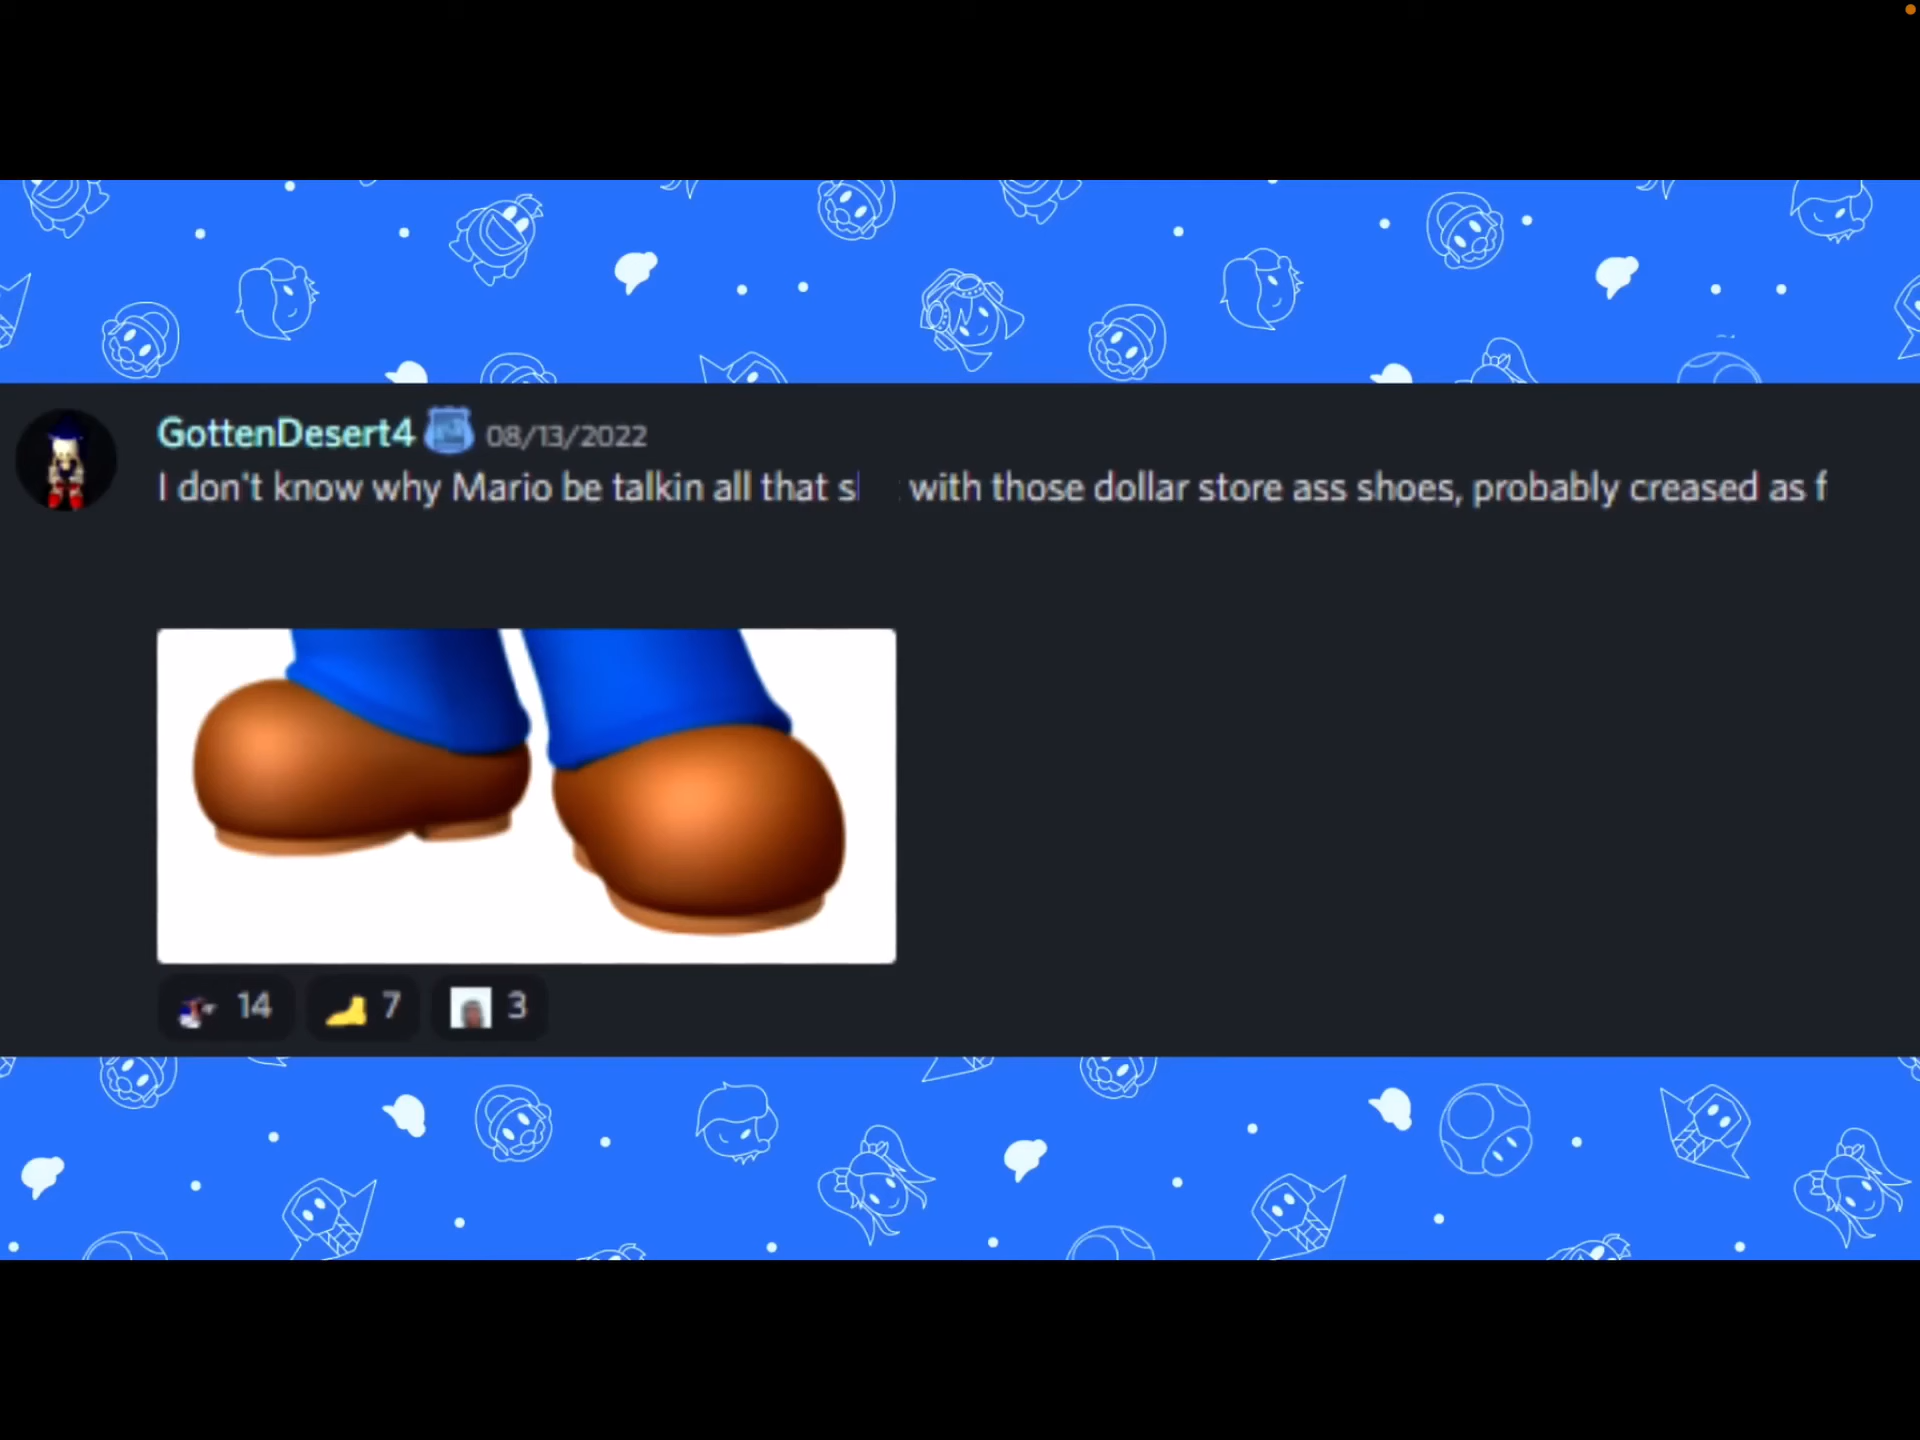 GottenDesert4 08/13/2022
I don't know why Mario be talkin all that s with those dollar store ass shoes, probably creased as f
14 7 3